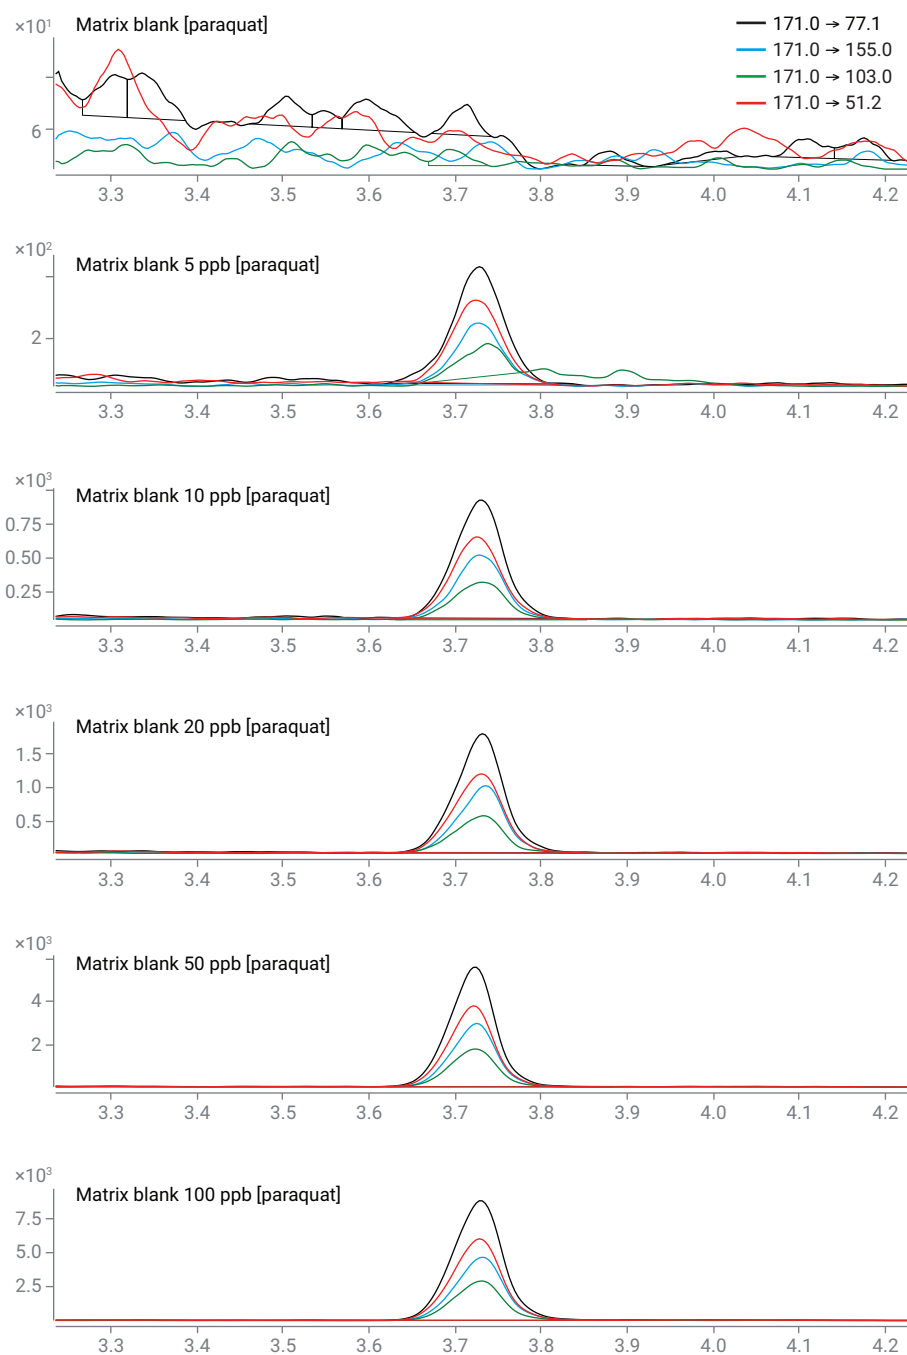 ×10¹
Matrix blank [paraquat]
171.0 → 77.1
171.0 → 155.0
171.0 → 103.0
171.0 → 51.2
6
3.3 3.4 3.5 3.6 3.7 3.8 3.9 4.0 4.1 4.2
×10²
Matrix blank 5 ppb [paraquat]
2
3.3 3.4 3.5 3.6 3.7 3.8 3.9 4.0 4.1 4.2
×10³
Matrix blank 10 ppb [paraquat]
0.75
0.50
0.25
3.3 3.4 3.5 3.6 3.7 3.8 3.9 4.0 4.1 4.2
×10³
Matrix blank 20 ppb [paraquat]
1.5
1.0
0.5
3.3 3.4 3.5 3.6 3.7 3.8 3.9 4.0 4.1 4.2
×10³
Matrix blank 50 ppb [paraquat]
4
2
3.3 3.4 3.5 3.6 3.7 3.8 3.9 4.0 4.1 4.2
×10³
Matrix blank 100 ppb [paraquat]
7.5
5.0
2.5
3.3 3.4 3.5 3.6 3.7 3.8 3.9 4.0 4.1 4.2